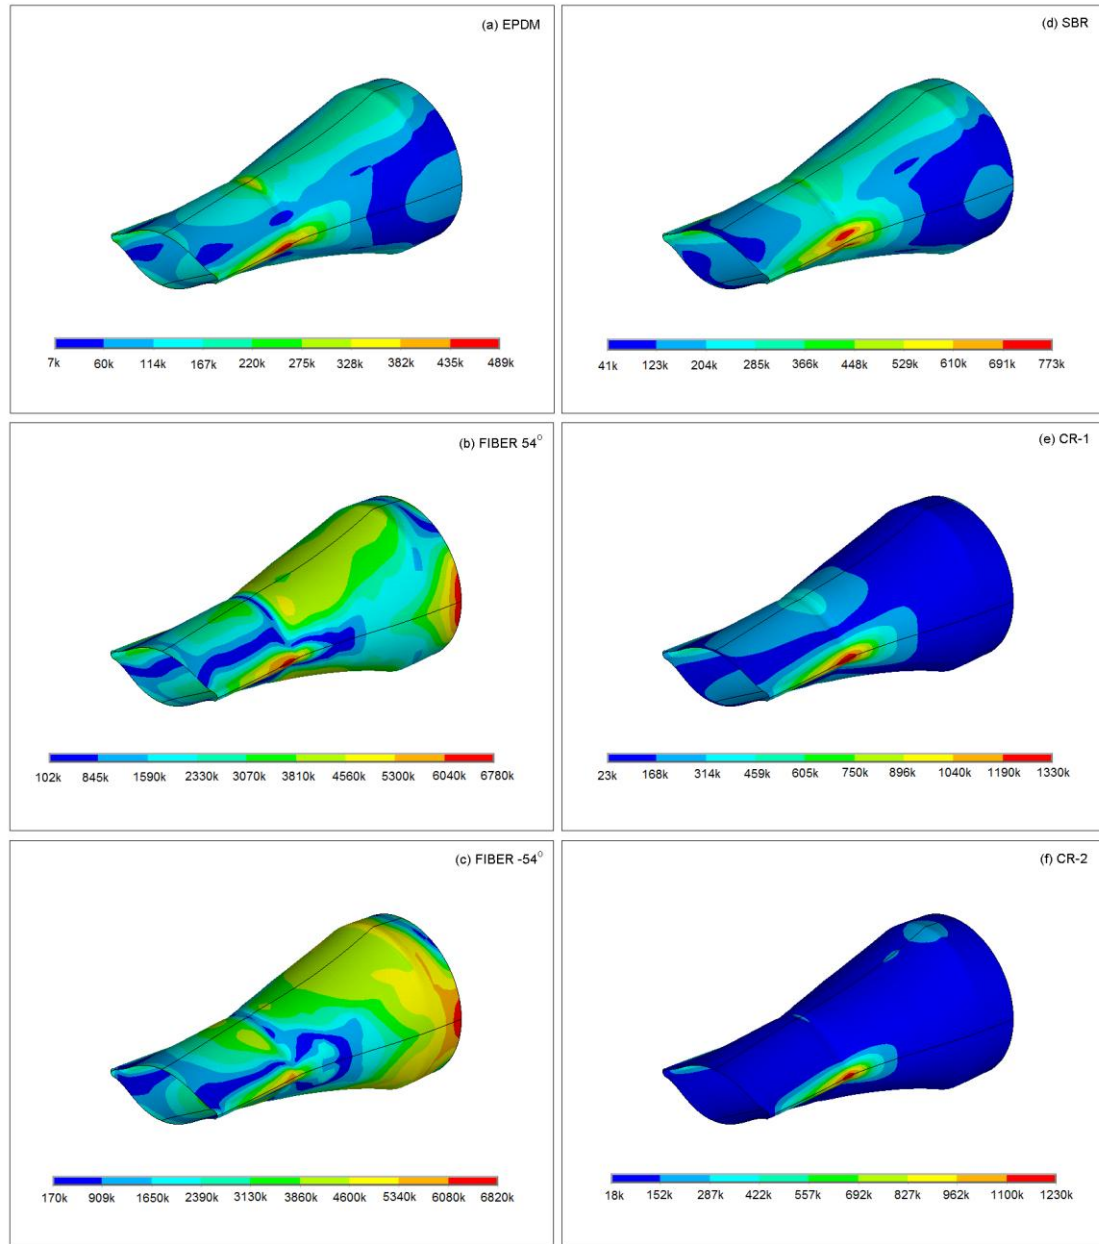 (a) EPDM
7k 60k 114k 167k 220k 275k 328k 382k 435k 489k
(d) SBR
41k 123k 204k 285k 366k 448k 529k 610k 691k 773k
(b) FIBER 54°
102k 845k 1590k 2330k 3070k 3810k 4560k 5300k 6040k 6780k
(e) CR-1
23k 168k 314k 459k 605k 750k 896k 1040k 1190k 1330k
(c) FIBER -54°
170k 909k 1650k 2390k 3130k 3860k 4600k 5340k 6080k 6820k
(f) CR-2
18k 152k 287k 422k 557k 692k 827k 962k 1100k 1230k